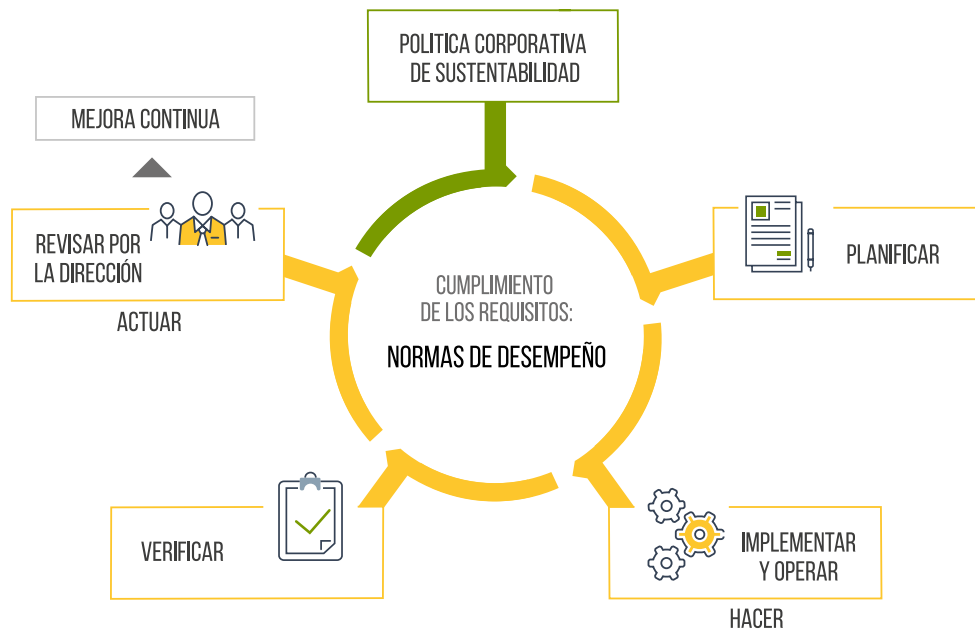 POLITICA CORPORATIVA
DE SUSTENTABILIDAD
MEJORA CONTINUA
REVISAR POR
LA DIRECCIÓN
ACTUAR
PLANIFICAR
CUMPLIMIENTO
DE LOS REQUISITOS:
NORMAS DE DESEMPEÑO
VERIFICAR
IMPLEMENTAR
Y OPERAR
HACER